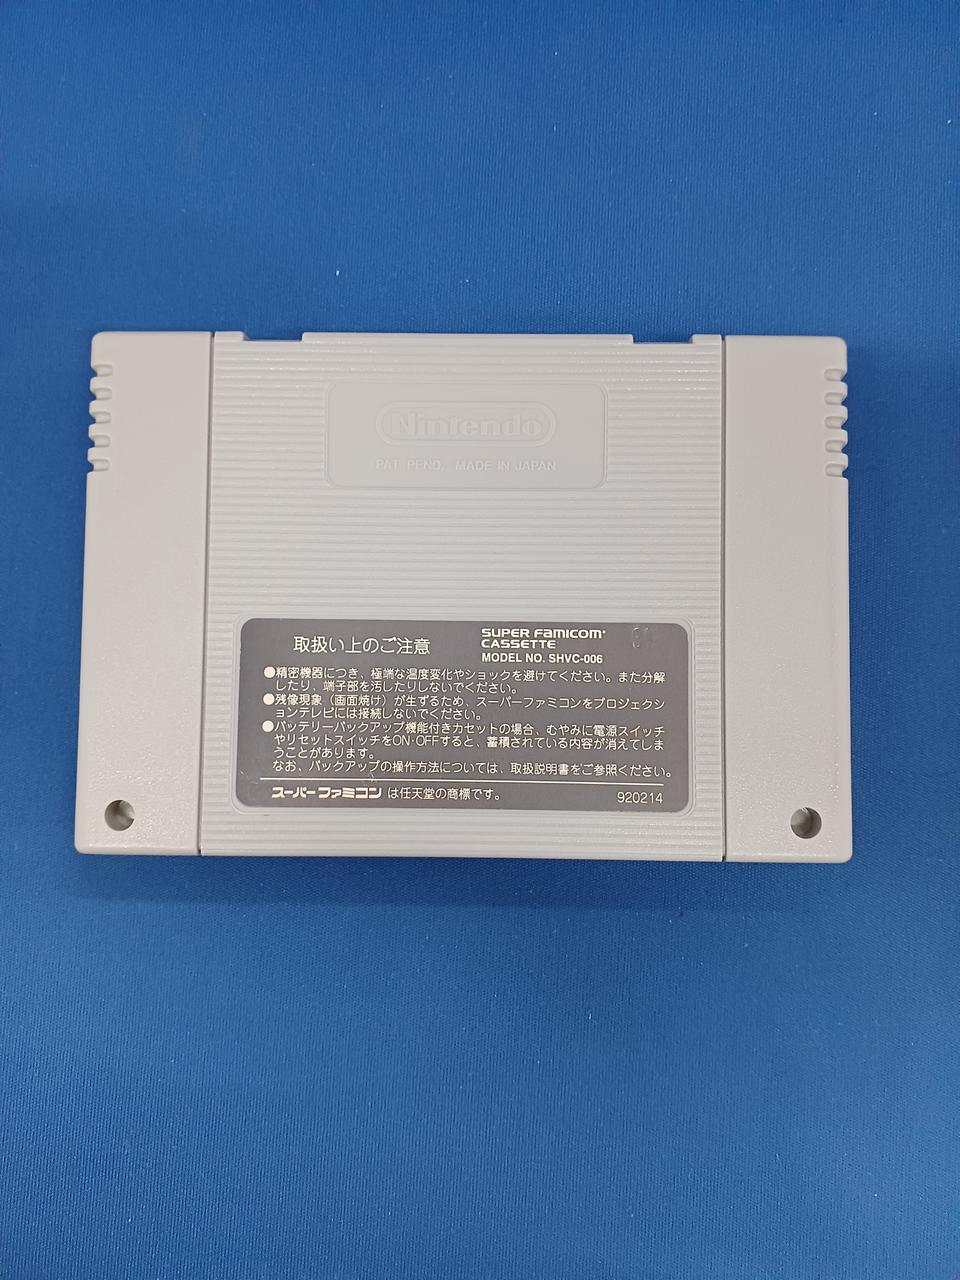 Nintendo
PAT. PEND. MADE IN JAPAN
取扱い上のご注意
SUPER FAMICOM
CASSETTE
MODEL NO. SHVC-006
●精密機器につき、極端な温度変化やショックを避けてください。また分解
したり、端子部を汚したりしないでください。
●残像現象（画面焼け）が生ずるため、スーパーファミコンをプロジェクシ
ョンテレビには接続しないでください。
●バッテリーバックアップ機能付きカセットの場合、むやみに電源スイッチ
やリセットスイッチをON・OFFすると、蓄積されている内容が消えてしま
うことがあります。
なお、バックアップの操作方法については、取扱説明書をご参照ください。
スーパーファミコン は任天堂の商標です。
920214